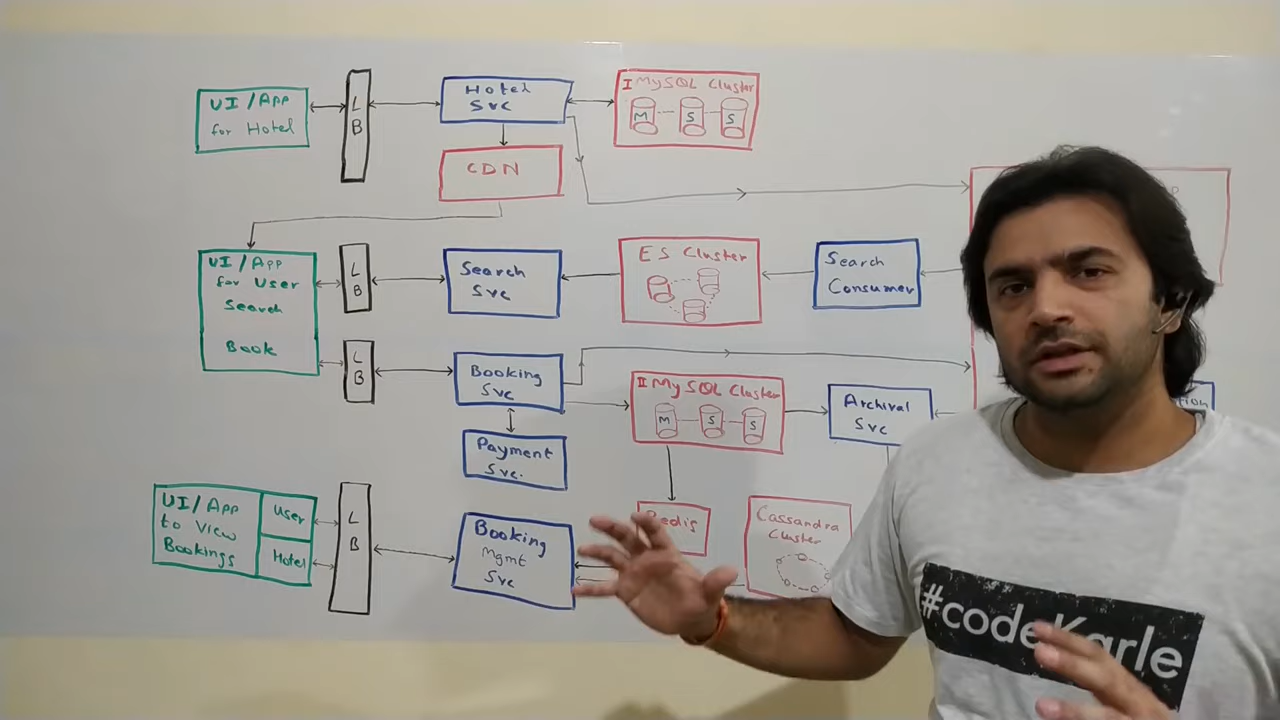 UI/App
for Hotel
L
B
Hotel
Svc
I MySQL Cluster
M
S
S
CDN
UI/App
for User
Search
Book
L
B
Search
Svc
ES Cluster
Search
Consumer
L
B
Booking
Svc
I MySQL Cluster
M
S
S
Archival
Svc
Payment
Svc.
UI/App
to View
Bookings
User
Hotel
L
B
Booking
Mgmt
Svc
Redis
Cassandra
Cluster
#codeKarle